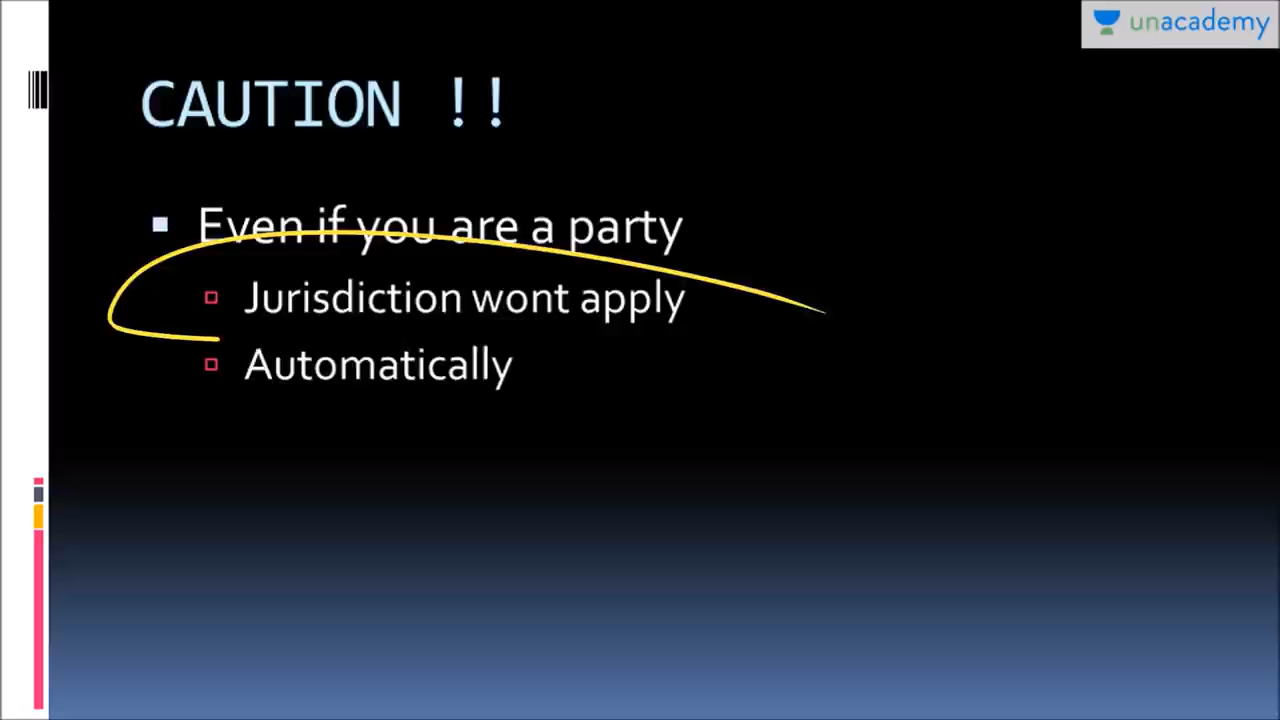 unacademy
CAUTION !!
Even if you are a party
Jurisdiction wont apply
Automatically